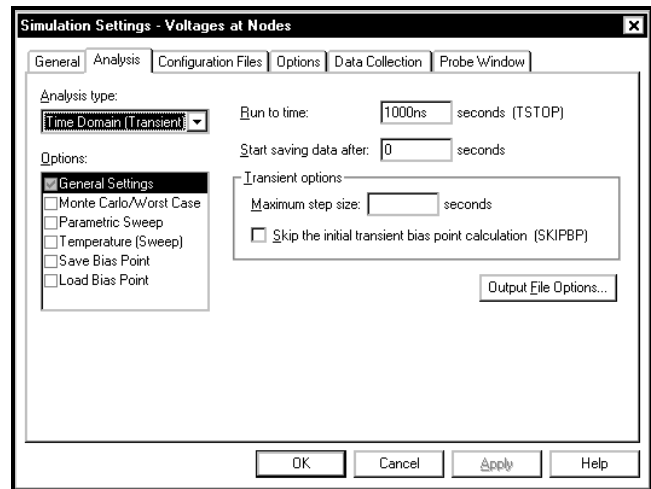 Simulation Settings - Voltages at Nodes
General Analysis Configuration Files Options Data Collection Probe Window
Analysis type:
Time Domain (Transient)
Options:
General Settings
Monte Carlo/Worst Case
Parametric Sweep
Temperature (Sweep)
Save Bias Point
Load Bias Point
Run to time: 1000ns seconds (TSTOP)
Start saving data after: 0 seconds
Transient options
Maximum step size: seconds
Skip the initial transient bias point calculation (SKIPBP)
Output File Options...
OK Cancel Apply Help